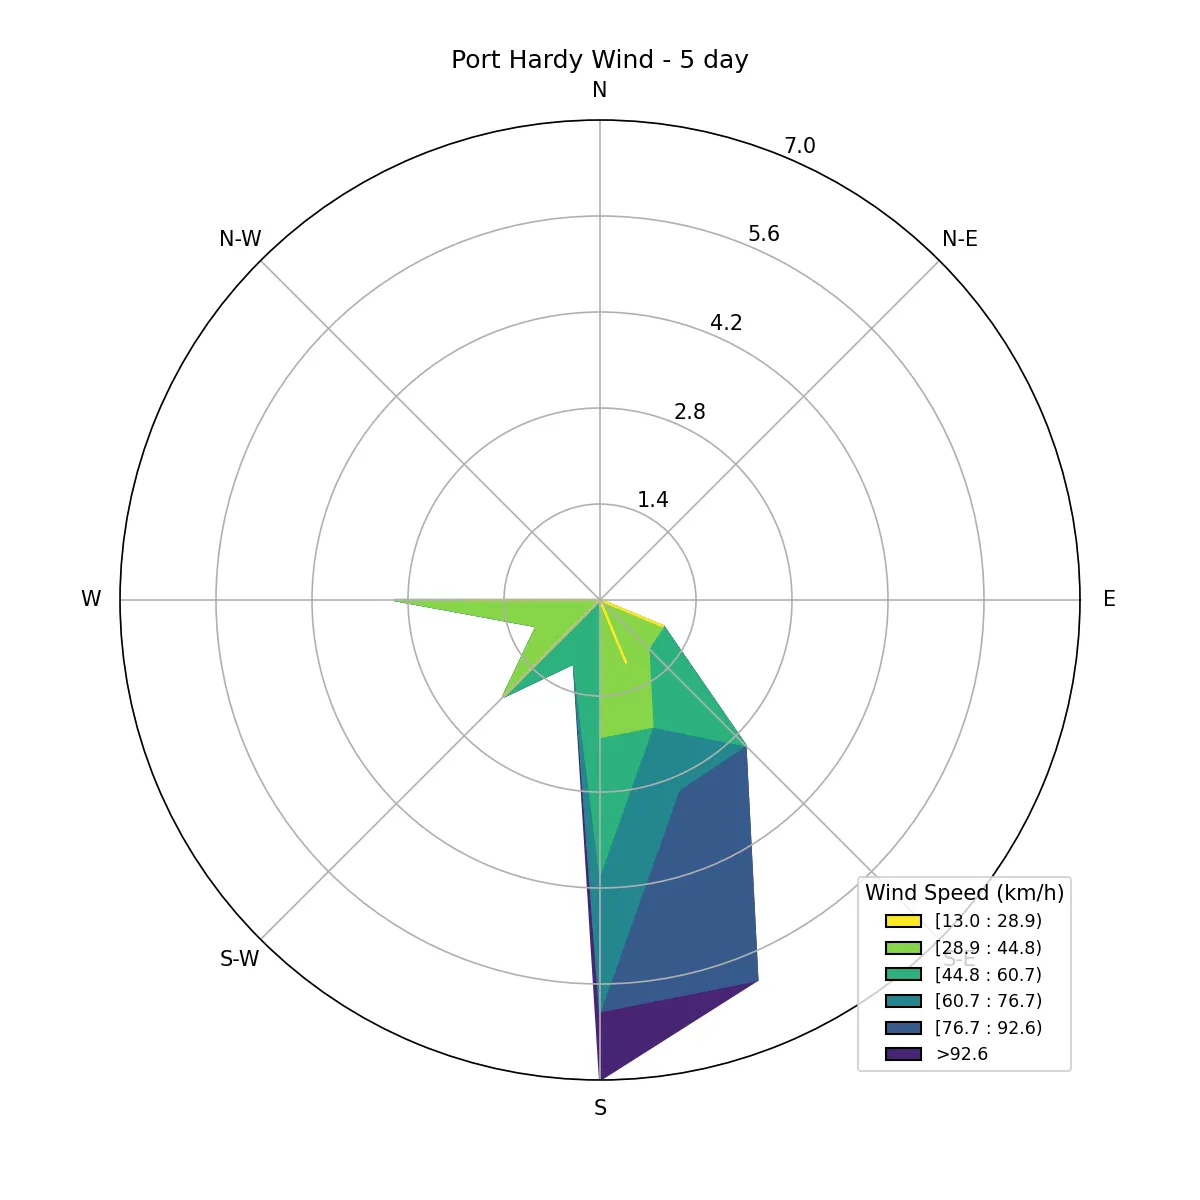 Port Hardy Wind - 5 day
N
7.0
5.6
N-W
N-E
4.2
2.8
1.4
W
E
Wind Speed (km/h)
[13.0 : 28.9)
[28.9 : 44.8)
S-W
S-E
[44.8 : 60.7)
[60.7 : 76.7)
[76.7 : 92.6)
>92.6
S